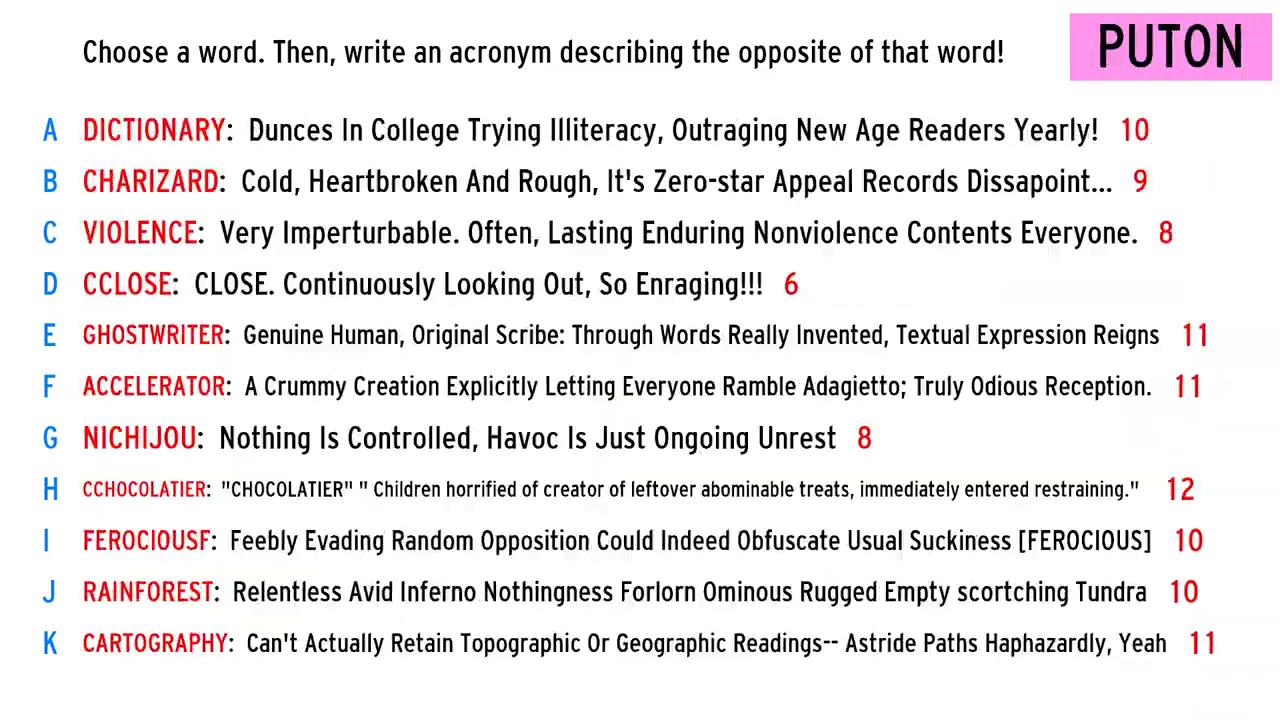 Choose a word. Then, write an acronym describing the opposite of that word!
PUTON
A DICTIONARY: Dunces In College Trying Illiteracy, Outraging New Age Readers Yearly! 10
B CHARIZARD: Cold, Heartbroken And Rough, It's Zero-star Appeal Records Dissapoint... 9
C VIOLENCE: Very Imperturbable. Often, Lasting Enduring Nonviolence Contents Everyone. 8
D CCLOSE: CLOSE. Continuously Looking Out, So Enraging!!! 6
E GHOSTWRITER: Genuine Human, Original Scribe: Through Words Really Invented, Textual Expression Reigns 11
F ACCELERATOR: A Crummy Creation Explicitly Letting Everyone Ramble Adagietto; Truly Odious Reception. 11
G NICHIJOU: Nothing Is Controlled, Havoc Is Just Ongoing Unrest 8
H CCHOCOLATIER: "CHOCOLATIER" " Children horrified of creator of leftover abominable treats, immediately entered restraining." 12
I FEROCIOUSF: Feebly Evading Random Opposition Could Indeed Obfuscate Usual Suckiness [FEROCIOUS] 10
J RAINFOREST: Relentless Avid Inferno Nothingness Forlorn Ominous Rugged Empty scortching Tundra 10
K CARTOGRAPHY: Can't Actually Retain Topographic Or Geographic Readings-- Astride Paths Haphazardly, Yeah 11